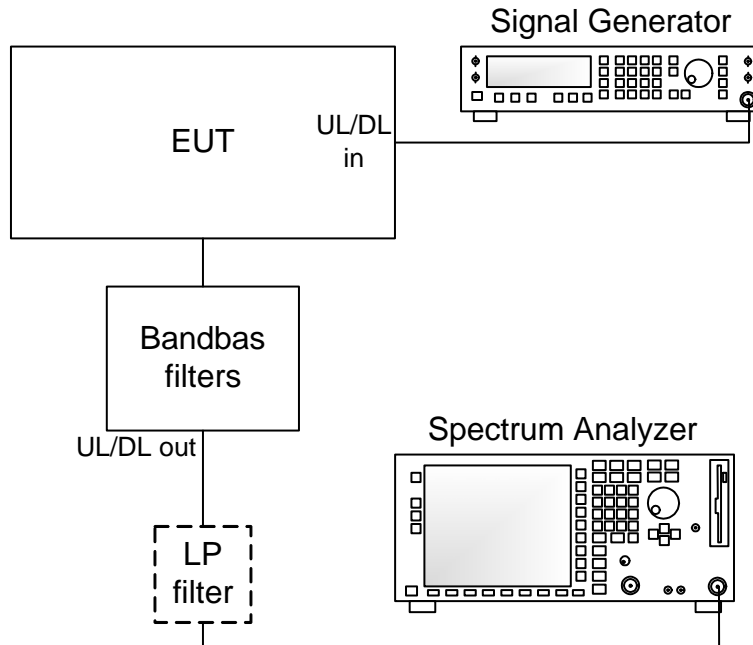 Signal Generator
EUT
UL/DL
in
Bandbas
filters
UL/DL out
Spectrum Analyzer
LP
filter